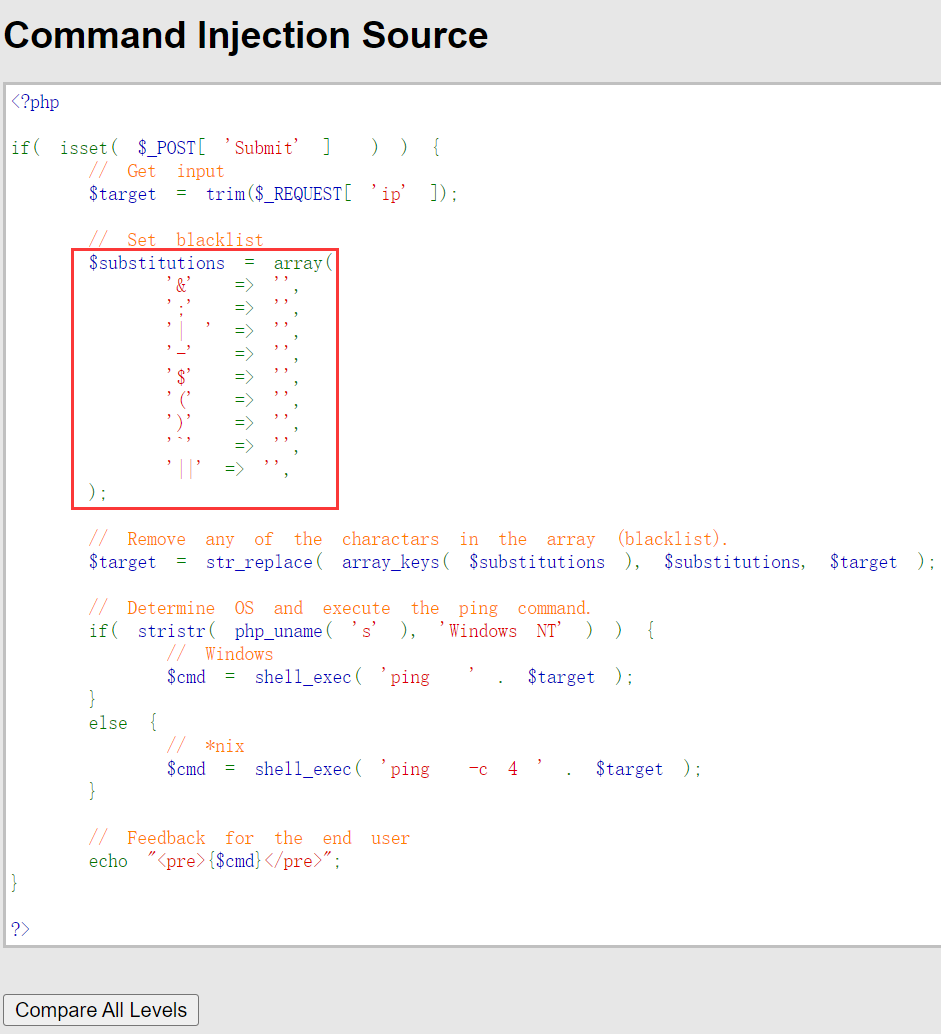 Command Injection Source
<?php
if( isset( $_POST[ 'Submit' ] ) ) {
// Get input
$target = trim($_REQUEST[ 'ip' ]);
// Set blacklist
$substitutions = array(
'&' => '',
';' => '',
'| ' => '',
'-' => '',
'$' => '',
'(' => '',
')' => '',
'`' => '',
'||' => '',
);
// Remove any of the charactars in the array (blacklist).
$target = str_replace( array_keys( $substitutions ), $substitutions, $target );
// Determine OS and execute the ping command.
if( stristr( php_uname( 's' ), 'Windows NT' ) ) {
// Windows
$cmd = shell_exec( 'ping ' . $target );
}
else {
// *nix
$cmd = shell_exec( 'ping -c 4 ' . $target );
}
// Feedback for the end user
echo "<pre>{$cmd}</pre>";
}
?>
Compare All Levels